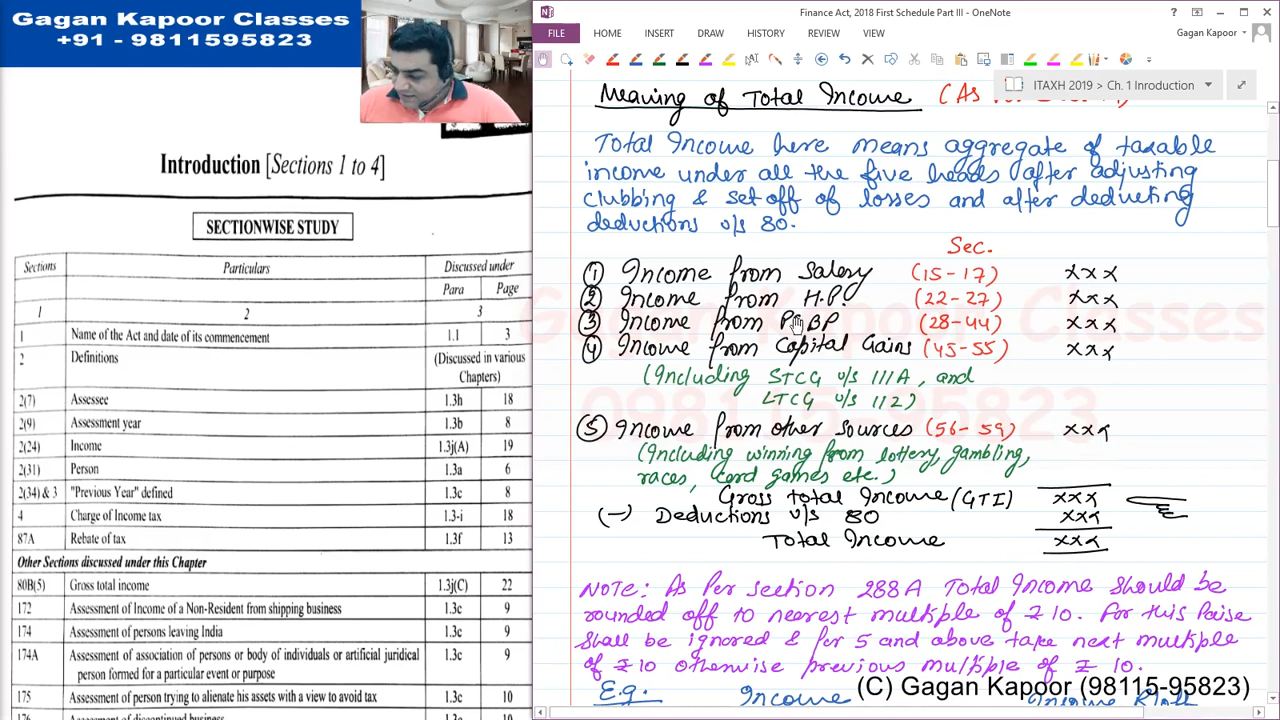 Gagan Kapoor Classes
+91 - 9811595823
Introduction [Sections 1 to 4]
SECTIONWISE STUDY
Sections Particulars Discussed under
Para Page
1 2 3
1 Name of the Act and date of its commencement 1.1 3
2 Definitions (Discussed in various
Chapters)
2(7) Assessee 1.3h 18
2(9) Assessment year 1.3b 8
2(24) Income 1.3j(A) 19
2(31) Person 1.3a 6
2(34) & 3 "Previous Year" defined 1.3c 8
4 Charge of Income tax 1.3-i 18
87A Rebate of tax 1.3f 13
Other Sections discussed under this Chapter
80B(5) Gross total income 1.3j(C) 22
172 Assessment of Income of a Non-Resident from shipping business 1.3c 9
174 Assessment of persons leaving India 1.3c 9
174A Assessment of association of persons or body of individuals or artificial juridical 1.3c 9
person formed for a particular event or purpose
175 Assessment of person trying to alienate his assets with a view to avoid tax 1.3c 10
176 Assessment of discontinued business
Finance Act, 2018 First Schedule Part III - OneNote
FILE HOME INSERT DRAW HISTORY REVIEW VIEW
Gagan Kapoor
ITAXH 2019 > Ch. 1 Introduction
Meaning of Total Income
Total Income here means aggregate of taxable
income under all the five heads after adjusting
clubbing & set off of losses and after deducting
deductions u/s 80.
Sec.
① Income from Salary (15-17) xxx
② Income from H.P. (22-27) xxx
③ Income from PGBP (28-44) xxx
④ Income from Capital Gains (45-55) xxx
(Including STCG u/s 111A, and
LTCG u/s 112)
⑤ Income from other sources (56-59) xxx
(Including winning from lottery, gambling,
races, card games etc.)
Gross total Income (GTI) xxx
(-) Deductions u/s 80 xxx
Total Income xxx
NOTE: As Per section 288A Total Income should be
rounded off to nearest multiple of ₹ 10. For this Paise
shall be ignored & for 5 and above take next multiple
of ₹ 10 otherwise previous multiple of ₹ 10.
E.g. Income
(C) Gagan Kapoor (98115-95823)